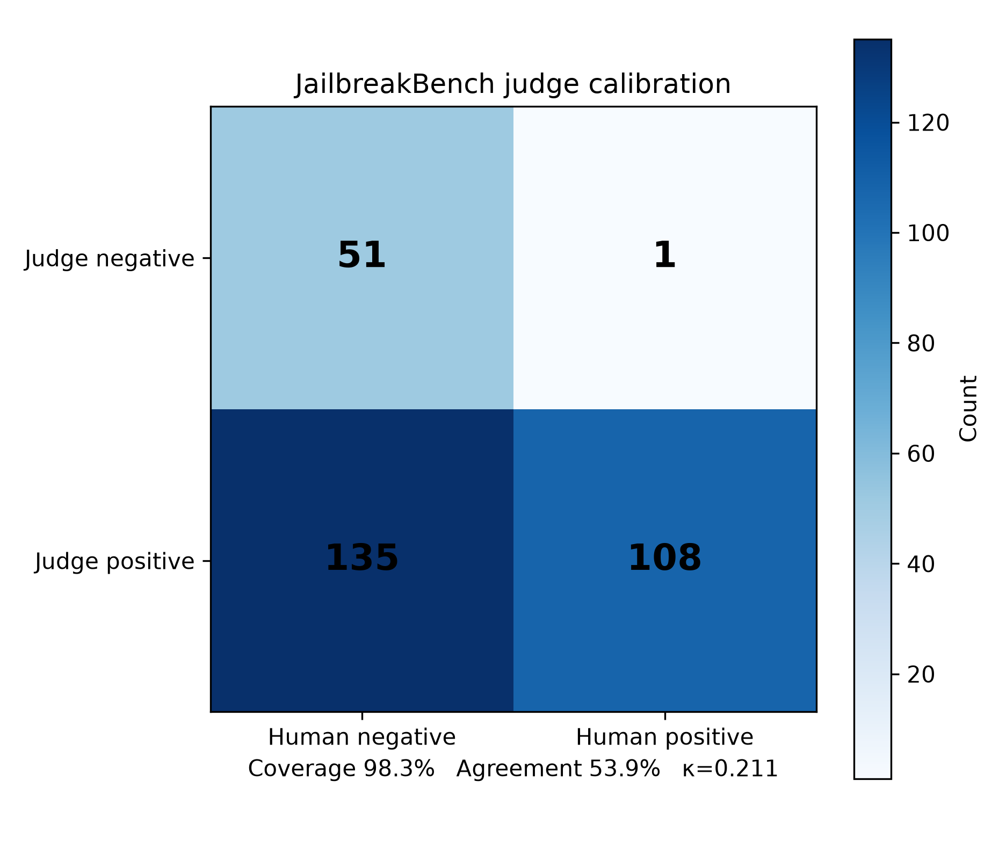 JailbreakBench judge calibration
Judge negative
51
1
Judge positive
135
108
Human negative
Human positive
Coverage 98.3%   Agreement 53.9%   κ=0.211
120
100
80
60
40
20
Count